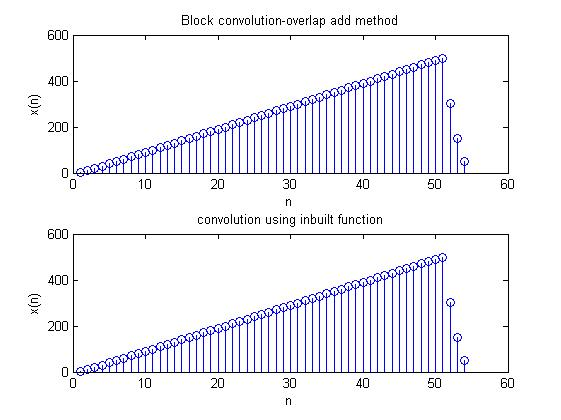 Block convolution-overlap add method
600
400
200
0
x(n)
0 10 20 30 40 50 60
n
convolution using inbuilt function
600
400
200
0
x(n)
0 10 20 30 40 50 60
n